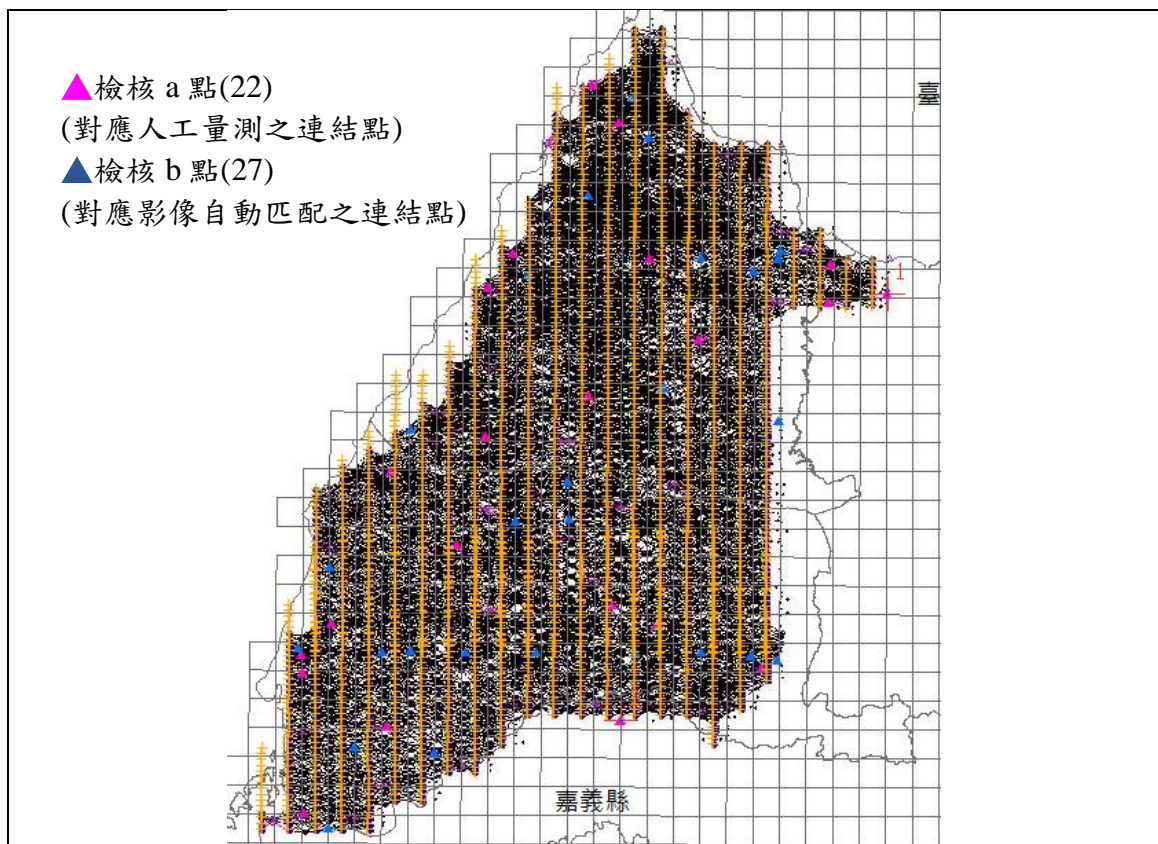 ▲檢核 a 點(22)
(對應人工量測之連結點)
▲檢核 b 點(27)
(對應影像自動匹配之連結點)
臺
1
嘉義縣